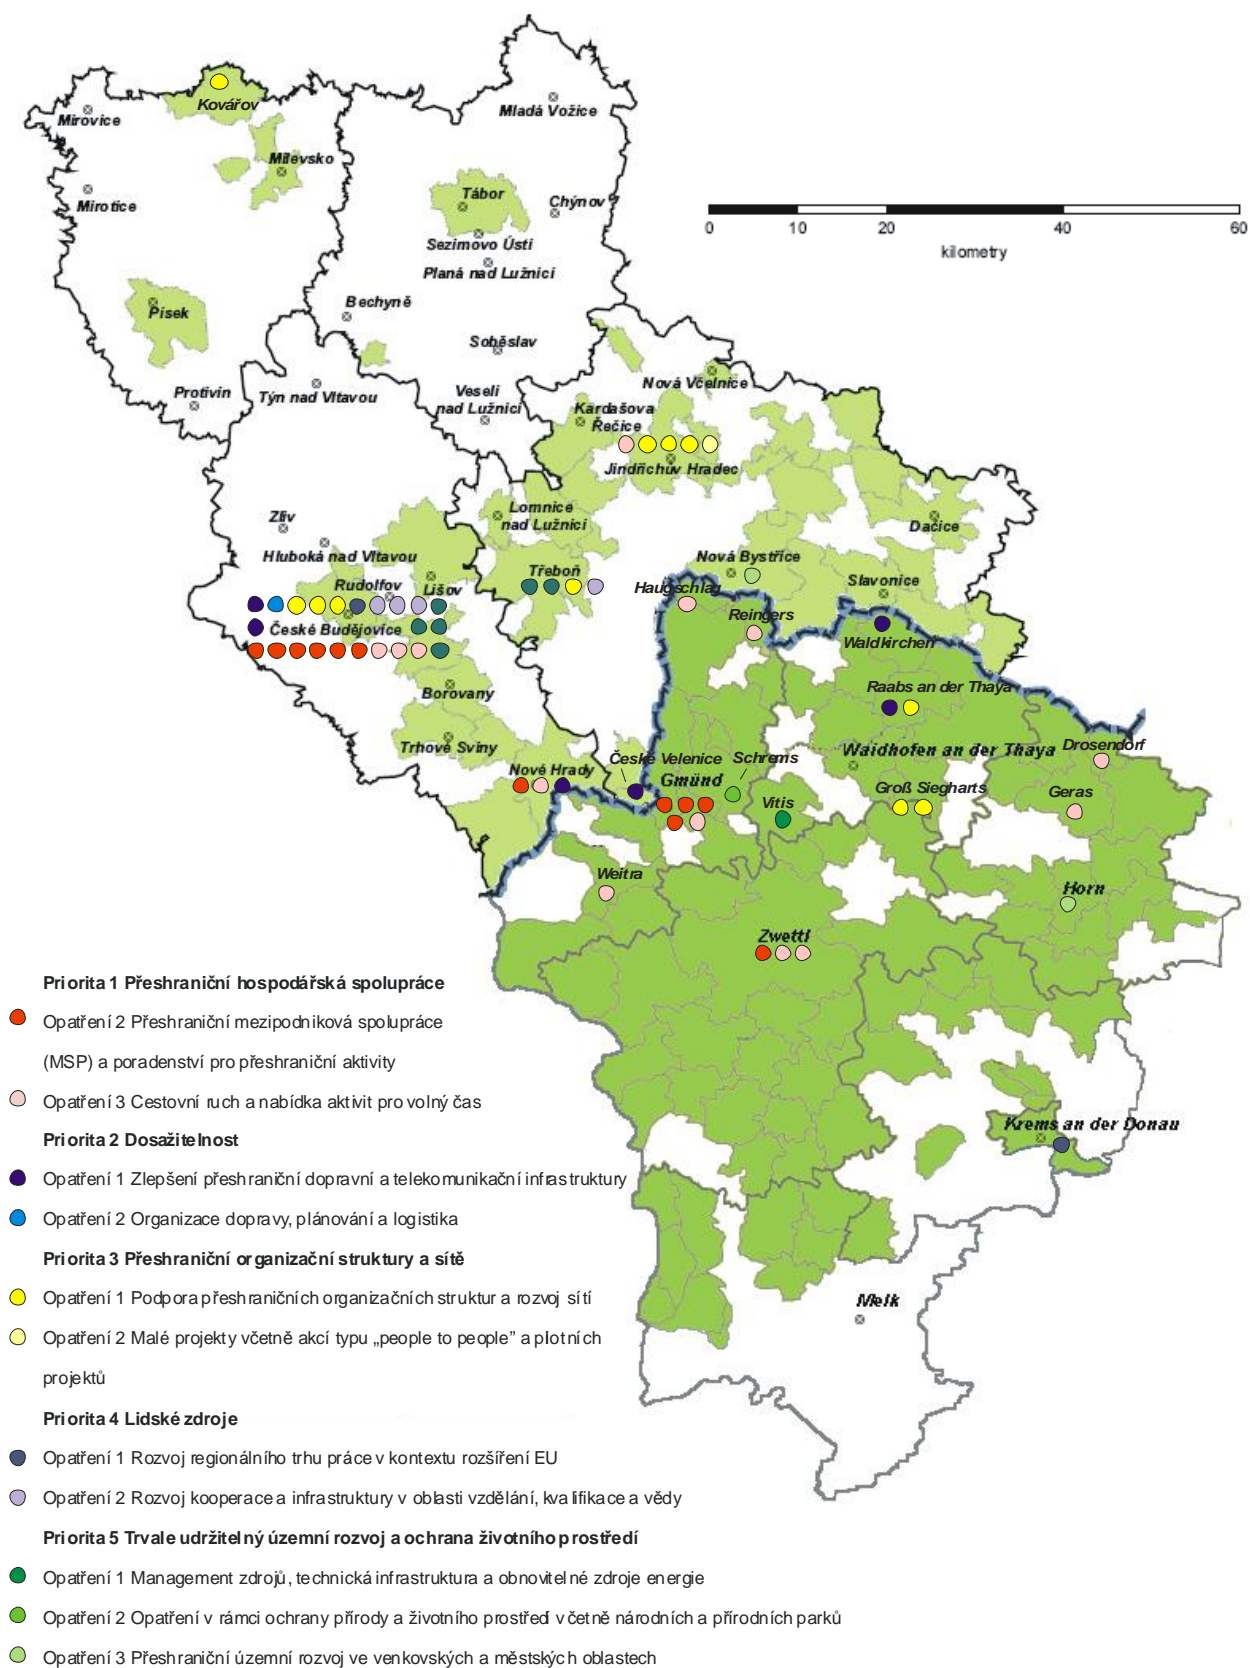 Mladá Vožice
Kovářov
Mirovice
Milevsko
Mirotice
Tábor
Chýnov
Sezimovo Ústí
Planá nad Lužnicí
0 10 20 40 60
kilometry
Bechyně
Písek
Soběslav
Protivín
Týn nad Vltavou
Veselí
nad Lužnicí
Nová Včelnice
Kardašova
Řečice
Jindřichův Hradec
Lomnice
nad Lužnicí
Dačice
Zliv
Hluboká nad Vltavou
Rudolfov
Lišov
Třeboň
Nová Bystřice
Slavonice
Haugschlag
Reingers
České Budějovice
Waldkirchen
Borovany
Raabs an der Thaya
Trhové Sviny
Nové Hrady
České Velenice
Schrems
Gmünd
Waidhofen an der Thaya
Drosendorf
Vitis
Groß Siegharts
Geras
Weitra
Horn
Zwettl
Krems an der Donau
Melk
Priorita 1 Přeshraniční hospodářská spolupráce
Opatření 2 Přeshraniční mezipodniková spolupráce
(MSP) a poradenství pro přeshraniční aktivity
Opatření 3 Cestovní ruch a nabídka aktivit pro volný čas
Priorita 2 Dosažitelnost
Opatření 1 Zlepšení přeshraniční dopravní a telekomunikační infrastruktury
Opatření 2 Organizace dopravy, plánování a logistika
Priorita 3 Přeshraniční organizační struktury a sítě
Opatření 1 Podpora přeshraničních organizačních struktur a rozvoj sítí
Opatření 2 Malé projekty včetně akcí typu „people to people” a plotních
projektů
Priorita 4 Lidské zdroje
Opatření 1 Rozvoj regionálního trhu práce v kontextu rozšíření EU
Opatření 2 Rozvoj kooperace a infrastruktury v oblasti vzdělání, kvalifikace a vědy
Priorita 5 Trvale udržitelný územní rozvoj a ochrana životního prostředí
Opatření 1 Management zdrojů, technická infrastruktura a obnovitelné zdroje energie
Opatření 2 Opatření v rámci ochrany přírody a životního prostředí včetně národních a přírodních parků
Opatření 3 Přeshraniční územní rozvoj ve venkovských a městských oblastech